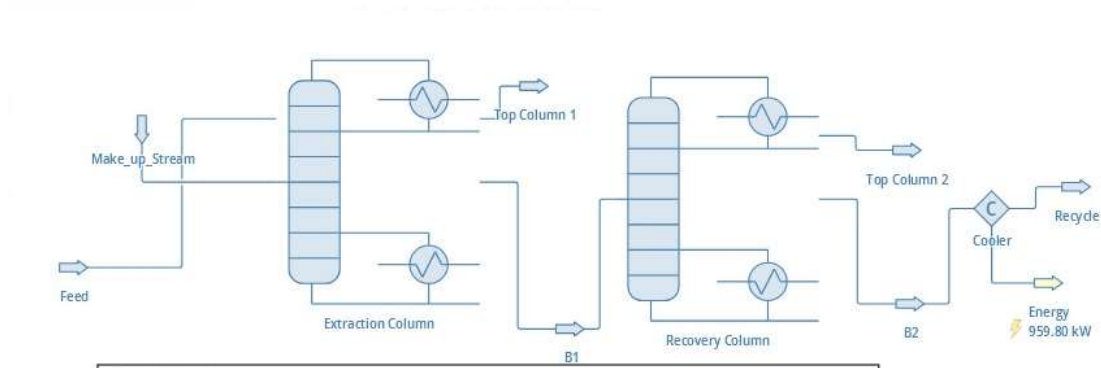 Top Column 1
Make_up_Stream
Top Column 2
Recycle
C
Cooler
Feed
Extraction Column
Energy
959.80 kW
B1
Recovery Column
B2